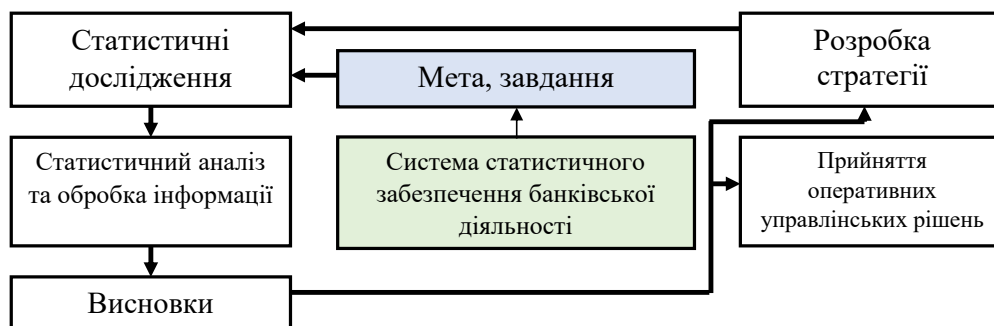 Статистичні
дослідження
Мета, завдання
Розробка
стратегії
Статистичний аналіз
та обробка інформації
Система статистичного
забезпечення банківської
діяльності
Прийняття
оперативних
управлінських рішень
Висновки